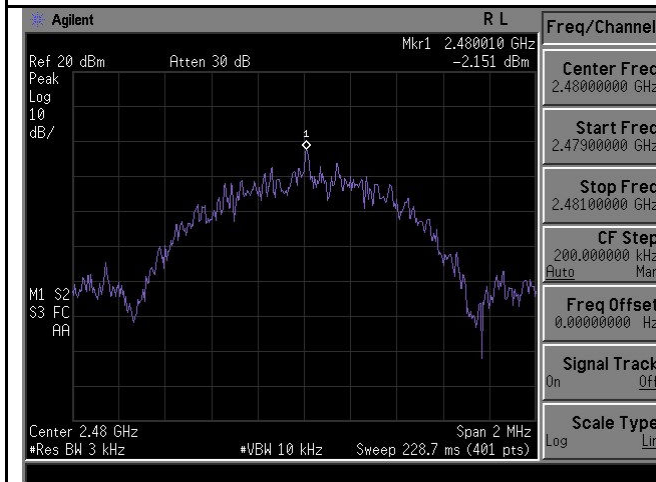 Agilent
R L
Mkr1 2.480010 GHz
Ref 20 dBm
Atten 30 dB
-2.151 dBm
Peak
Log
10
dB/
1
M1 S2
S3 FC
AA
Center 2.48 GHz
Span 2 MHz
#Res BW 3 kHz
#VBW 10 kHz
Sweep 228.7 ms (401 pts)
Freq/Channel
Center Freq
2.48000000 GHz
Start Freq
2.47900000 GHz
Stop Freq
2.48100000 GHz
CF Step
200.000000 kHz
Auto Man
Freq Offset
0.00000000 Hz
Signal Track
On Off
Scale Type
Log Lin